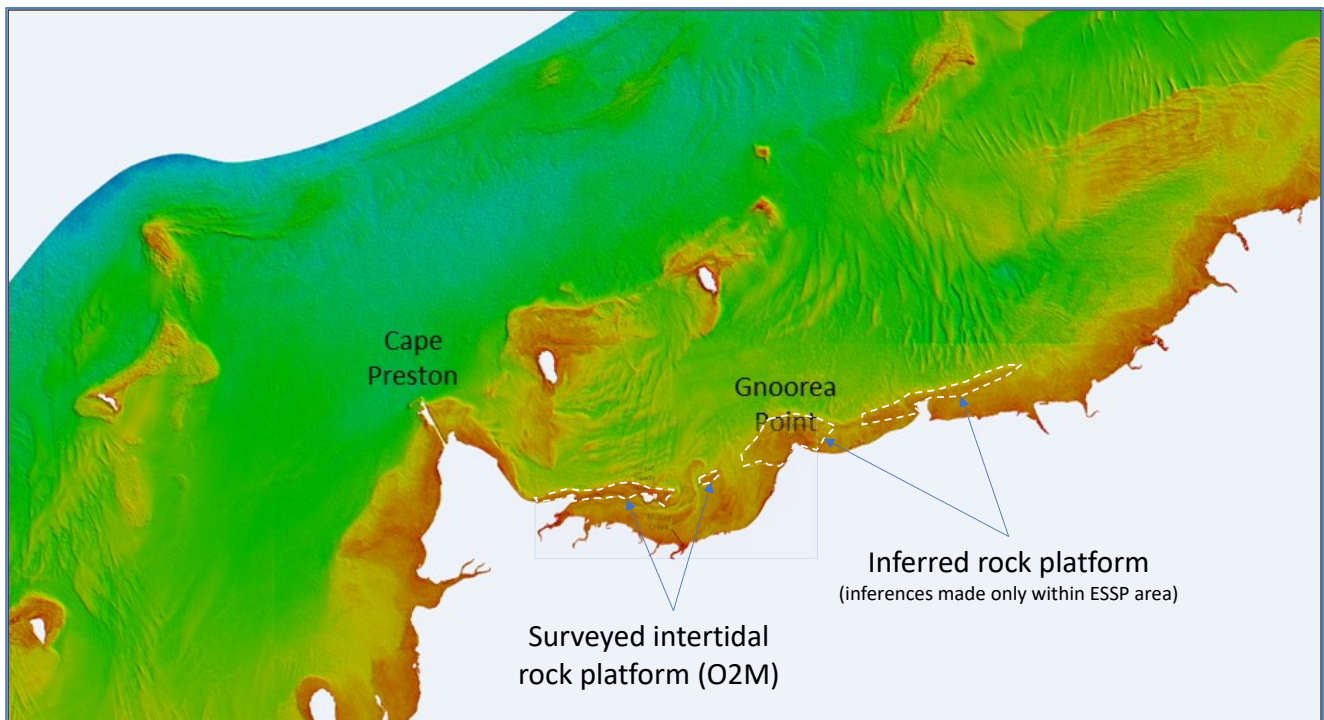 Cape
Preston
Gnoorea
Point
Inferred rock platform
(inferences made only within ESSP area)
Surveyed intertidal
rock platform (O2M)